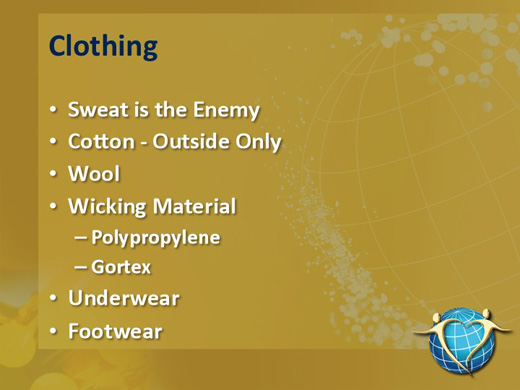 Clothing
• Sweat is the Enemy
• Cotton - Outside Only
• Wool
• Wicking Material
– Polypropylene
– Gortex
• Underwear
• Footwear